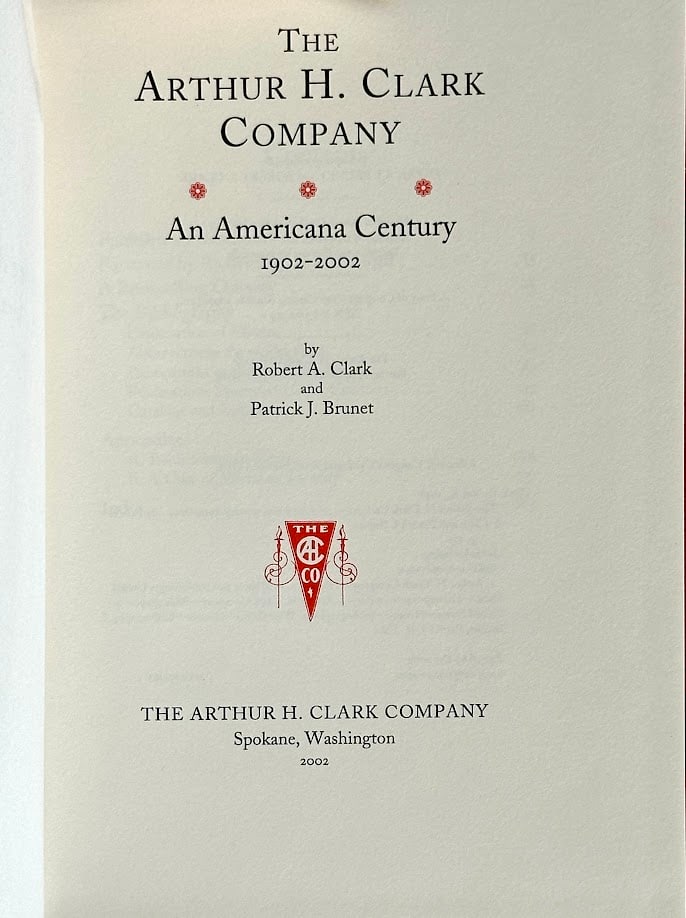 THE
ARTHUR H. CLARK
COMPANY
An Americana Century
1902-2002
by
Robert A. Clark
and
Patrick J. Brunet
THE
AHC
CO
THE ARTHUR H. CLARK COMPANY
Spokane, Washington
2002